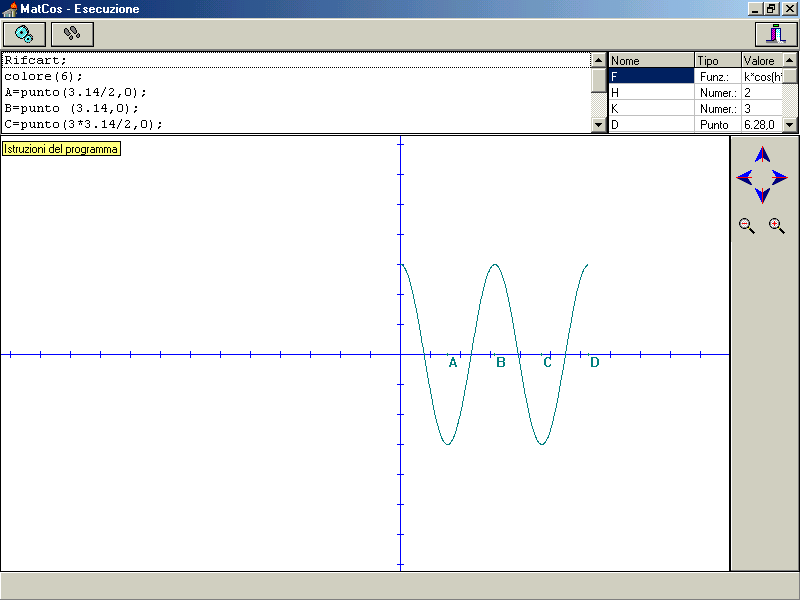 MatCos - Esecuzione
Rifcart;
colore(6);
A=punto(3.14/2,0);
B=punto (3.14,0);
C=punto(3*3.14/2,0);
Nome Tipo Valore
F Funz.: k*cos(h*
H Numer.: 2
K Numer.: 3
D Punto 6.28,0
Istruzioni del programma
A B C D